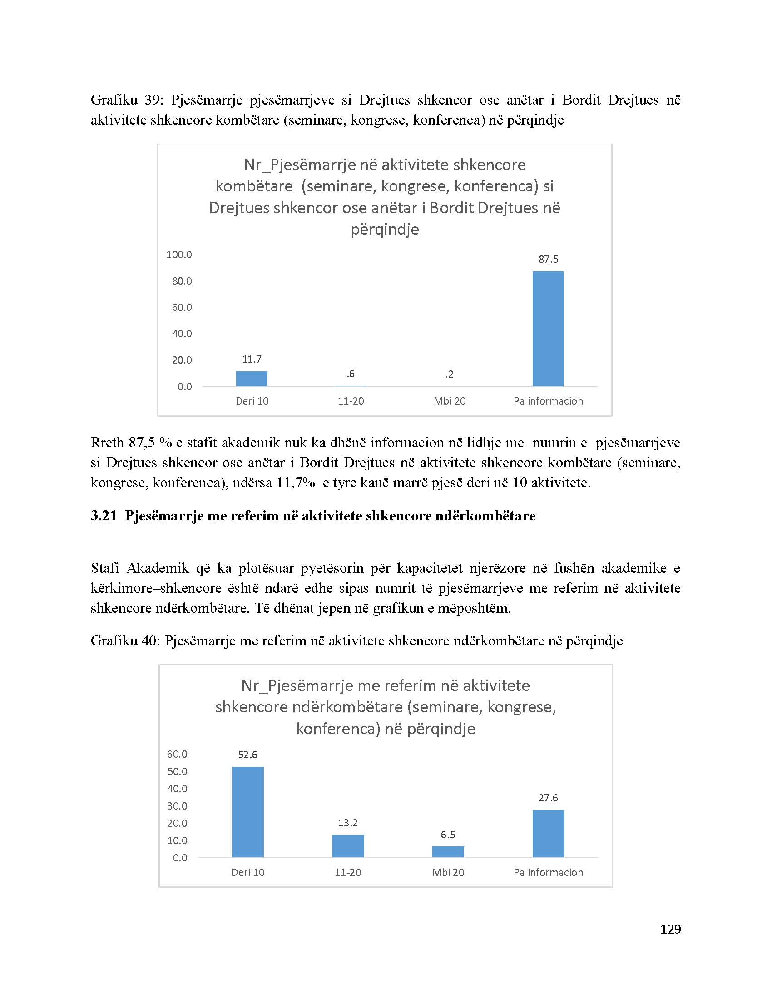 Grafiku 39: Pjesëmarrje pjesëmarrjeve si Drejtues shkencor ose anëtar i Bordit Drejtues në
aktivitete shkencore kombëtare (seminare, kongrese, konferenca) në përqindje
Nr_Pjesëmarrje në aktivitete shkencore
kombëtare (seminare, kongrese, konferenca) si
Drejtues shkencor ose anëtar i Bordit Drejtues në
përqindje
100.0
80.0
60.0
40.0
20.0
0.0
11.7
.6
.2
87.5
Deri 10
11-20
Mbi 20
Pa informacion
Rreth 87,5 % e stafit akademik nuk ka dhënë informacion në lidhje me numrin e pjesëmarrjeve
si Drejtues shkencor ose anëtar i Bordit Drejtues në aktivitete shkencore kombëtare (seminare,
kongrese, konferenca), ndërsa 11,7% e tyre kanë marrë pjesë deri në 10 aktivitete.
3.21 Pjesëmarrje me referim në aktivitete shkencore ndërkombëtare
Stafi Akademik që ka plotësuar pyetësorin për kapacitetet njerëzore në fushën akademike e
kërkimore–shkencore është ndarë edhe sipas numrit të pjesëmarrjeve me referim në aktivitete
shkencore ndërkombëtare. Të dhënat jepen në grafikun e mëposhtëm.
Grafiku 40: Pjesëmarrje me referim në aktivitete shkencore ndërkombëtare në përqindje
Nr_Pjesëmarrje me referim në aktivitete
shkencore ndërkombëtare (seminare, kongrese,
konferenca) në përqindje
60.0
50.0
40.0
30.0
20.0
10.0
0.0
52.6
13.2
6.5
27.6
Deri 10
11-20
Mbi 20
Pa informacion
129